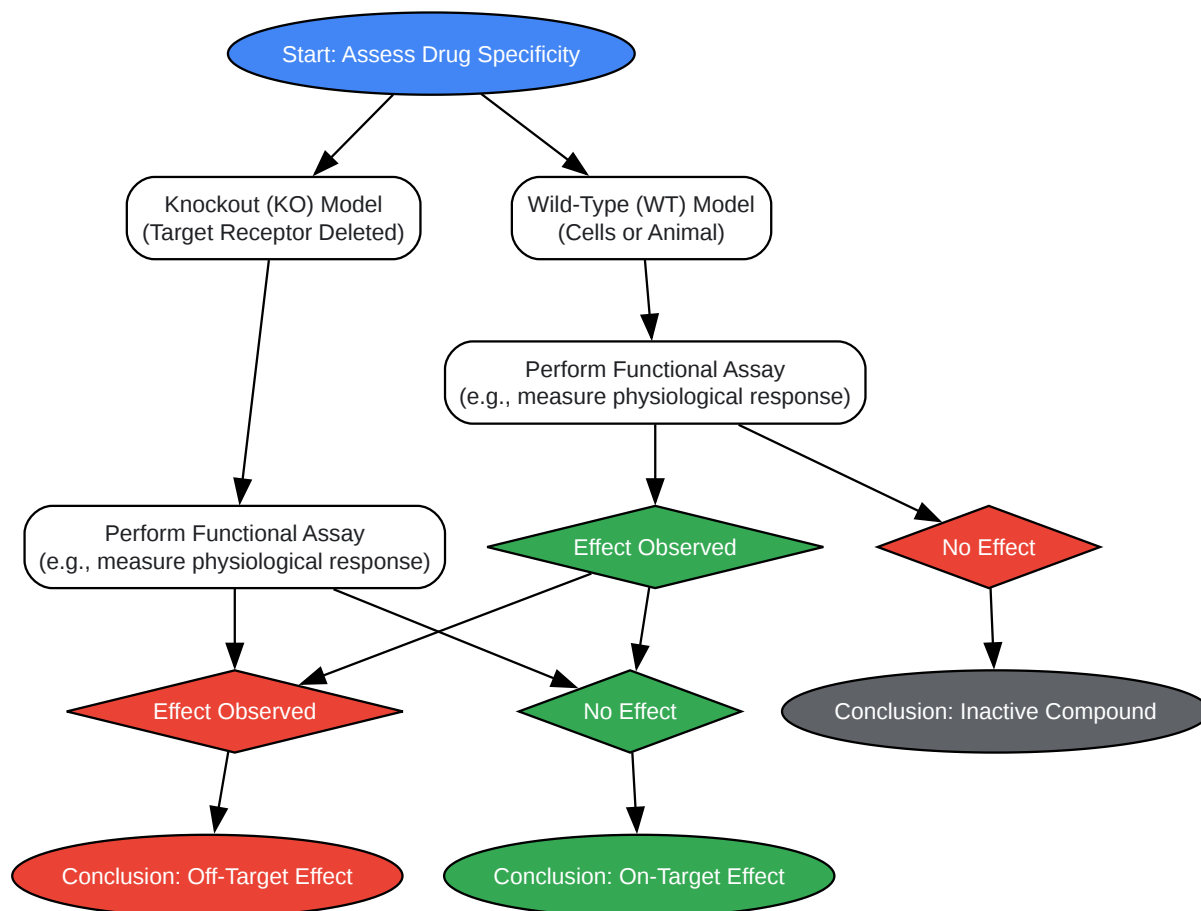 Start: Assess Drug Specificity
Knockout (KO) Model
(Target Receptor Deleted)
Wild-Type (WT) Model
(Cells or Animal)
Perform Functional Assay
(e.g., measure physiological response)
Perform Functional Assay
(e.g., measure physiological response)
Effect Observed
No Effect
Effect Observed
No Effect
Conclusion: Inactive Compound
Conclusion: Off-Target Effect
Conclusion: On-Target Effect